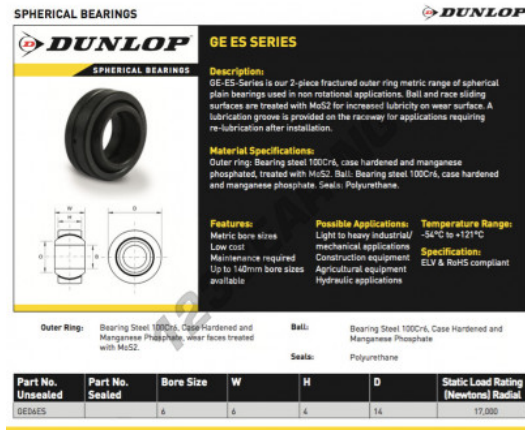 SPHERICAL BEARINGS
DUNLOP
DUNLOP
SPHERICAL BEARINGS
GE ES SERIES
Description:
GE-ES-Series is our 2-piece fractured outer ring metric range of spherical
plain bearings used in non rotational applications. Ball and race sliding
surfaces are treated with MoS2 for increased lubricity on wear surface. A
lubrication groove is provided on the raceway for applications requiring
re-lubrication after installation.
Material Specifications:
Outer ring: Bearing steel 100Cr6, case hardened and manganese
phosphated, treated with MoS2. Ball: Bearing steel 100Cr6, case hardened
and manganese phosphate. Seals: Polyurethane.
Features:
Metric bore sizes
Low cost
Maintenance required
Up to 140mm bore sizes
available
Possible Applications:
Light to heavy industrial/
mechanical applications
Construction equipment
Agricultural equipment
Hydraulic applications
Temperature Range:
-54°C to +121°C
Specification:
ELV & RoHS compliant
W
H
D
Outer Ring:
Bearing Steel 100Cr6, Case Hardened and
Manganese Phosphate, wear faces treated
with MoS2.
Ball:
Bearing Steel 100Cr6, Case Hardened and
Manganese Phosphate
Seals:
Polyurethane
Part No. Unsealed Part No. Sealed Bore Size W H D Static Load Rating (Newtons) Radial
GE06ES 6 6 4 14 17,000